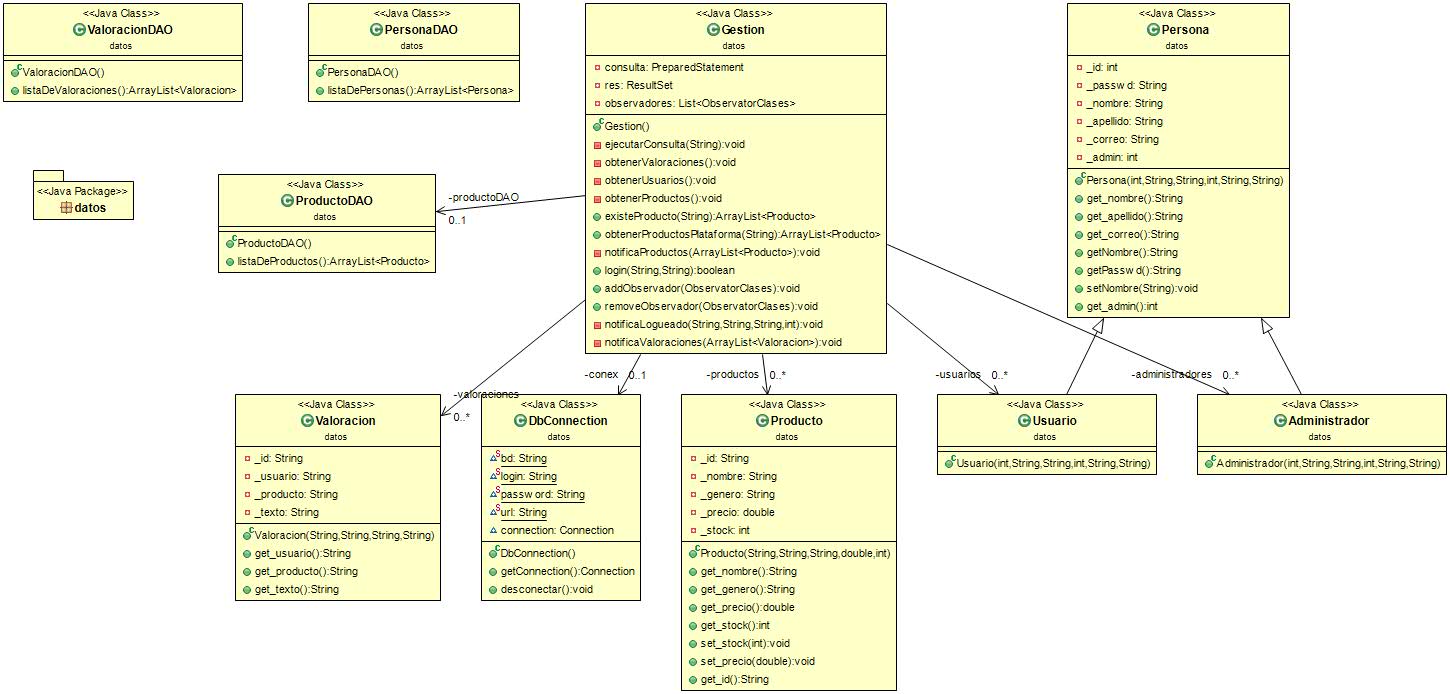 <<Java Class>>
ValoracionDAO
datos
ValoracionDAO()
listaDeValoraciones():ArrayList<Valoracion>
<<Java Class>>
PersonaDAO
datos
PersonaDAO()
listaDePersonas():ArrayList<Persona>
<<Java Class>>
Gestion
datos
consulta: PreparedStatement
res: ResultSet
observadores: List<ObservatorClases>
Gestion()
ejecutarConsulta(String):void
obtenerValoraciones():void
obtenerUsuarios():void
obtenerProductos():void
existeProducto(String):ArrayList<Producto>
obtenerProductosPlataforma(String):ArrayList<Producto>
notificaProductos(ArrayList<Producto>):void
login(String,String):boolean
addObservador(ObservatorClases):void
removeObservador(ObservatorClases):void
notificaLogueado(String,String,String,int):void
notificaValoraciones(ArrayList<Valoracion>):void
<<Java Class>>
Persona
datos
_id: int
_passwd: String
_nombre: String
_apellido: String
_correo: String
_admin: int
Persona(int,String,String,int,String,String)
get_nombre():String
get_apellido():String
get_correo():String
getNombre():String
getPasswd():String
setNombre(String):void
get_admin():int
<<Java Package>>
datos
<<Java Class>>
ProductoDAO
datos
ProductoDAO()
listaDeProductos():ArrayList<Producto>
-productoDAO
0..1
-valoraciones
0..*
-conex 0..1
-productos 0..*
-usuarios 0..*
-administradores 0..*
<<Java Class>>
Valoracion
datos
_id: String
_usuario: String
_producto: String
_texto: String
Valoracion(String,String,String,String)
get_usuario():String
get_producto():String
get_texto():String
<<Java Class>>
DbConnection
datos
bd: String
login: String
password: String
url: String
connection: Connection
DbConnection()
getConnection():Connection
desconectar():void
<<Java Class>>
Producto
datos
_id: String
_nombre: String
_genero: String
_precio: double
_stock: int
Producto(String,String,String,double,int)
get_nombre():String
get_genero():String
get_precio():double
get_stock():int
set_stock(int):void
set_precio(double):void
get_id():String
<<Java Class>>
Usuario
datos
Usuario(int,String,String,int,String,String)
<<Java Class>>
Administrador
datos
Administrador(int,String,String,int,String,String)